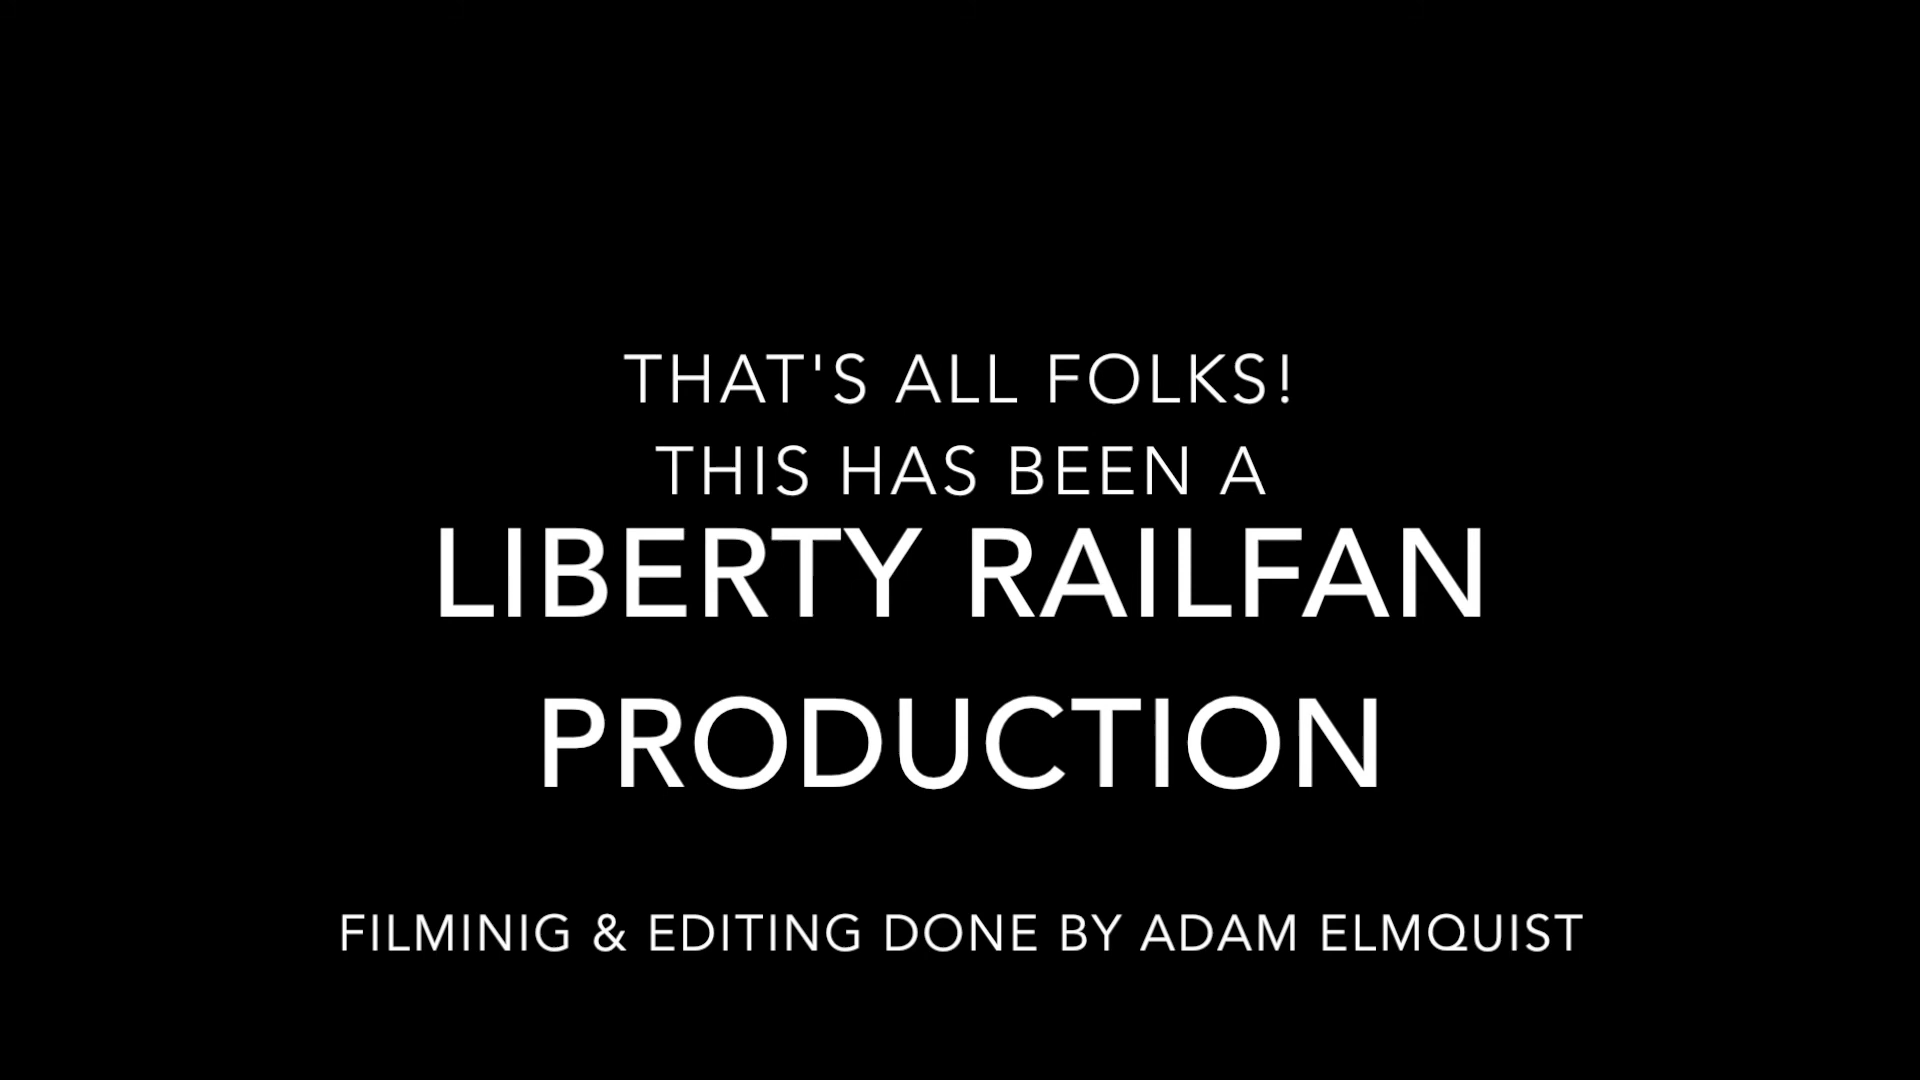 THAT'S ALL FOLKS!
THIS HAS BEEN A
LIBERTY RAILFAN
PRODUCTION
FILMINIG & EDITING DONE BY ADAM ELMQUIST